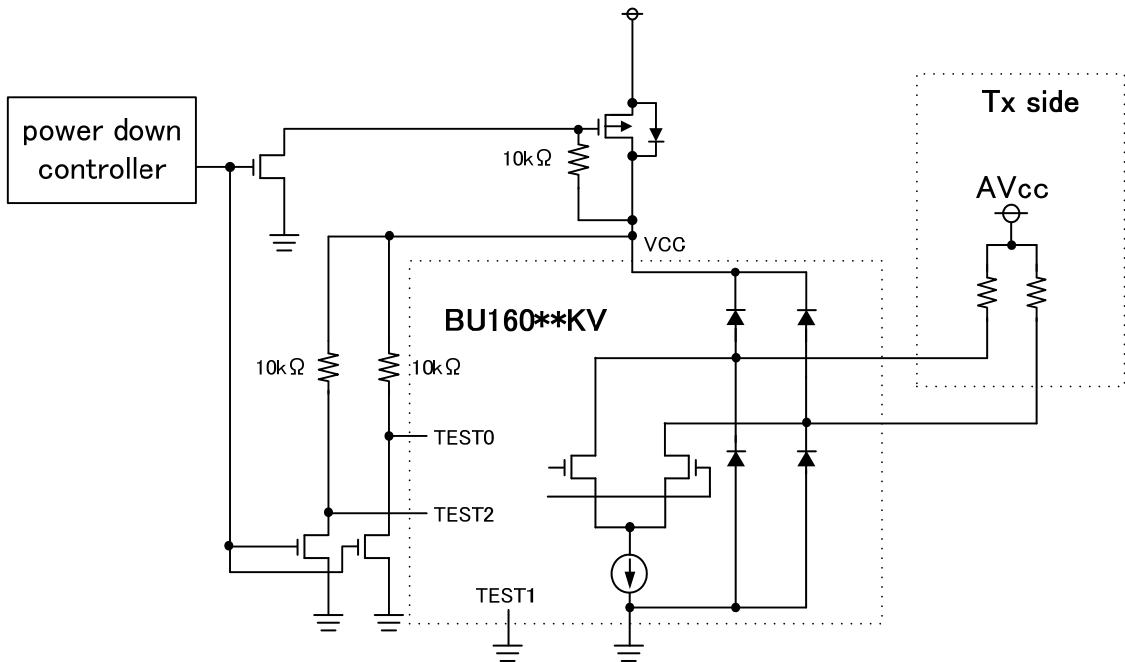 Tx side
power down
controller
10kΩ
AVcc
VCC
BU160**KV
10kΩ
10kΩ
TEST0
TEST2
TEST1